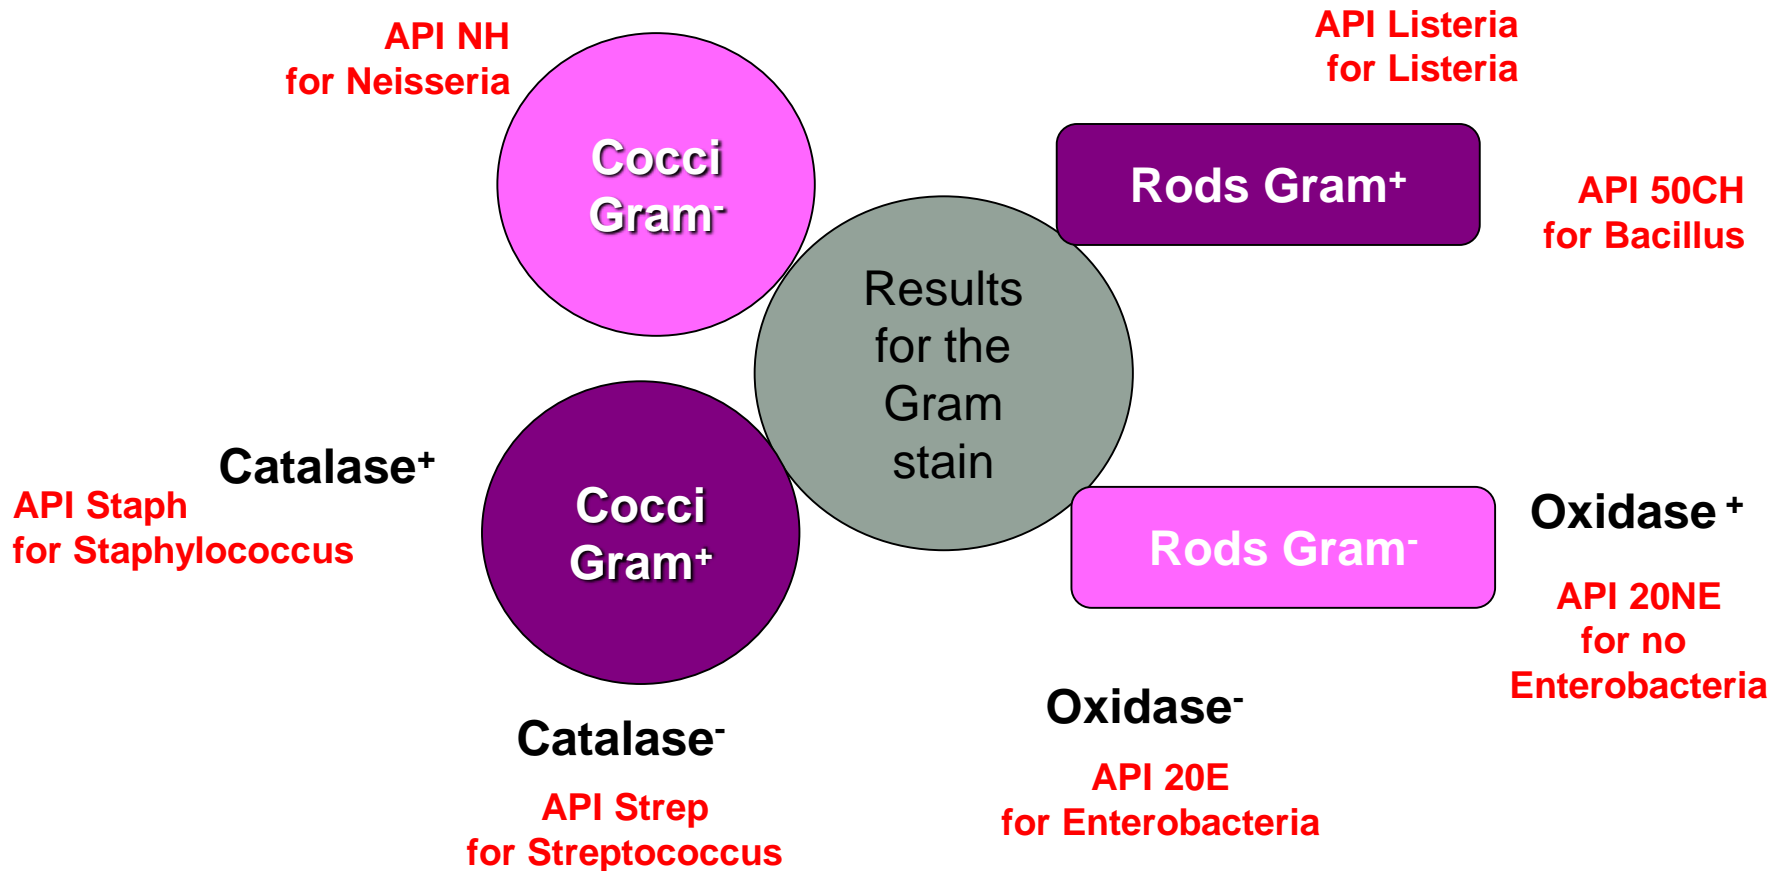 API NH
for Neisseria
API Listeria
for Listeria
Cocci
Gram⁻
Rods Gram⁺
API 50CH
for Bacillus
Results
for the
Gram
stain
Catalase⁺
API Staph
for Staphylococcus
Cocci
Gram⁺
Rods Gram⁻
Oxidase ⁺
API 20NE
for no
Enterobacteria
Catalase⁻
API Strep
for Streptococcus
Oxidase⁻
API 20E
for Enterobacteria